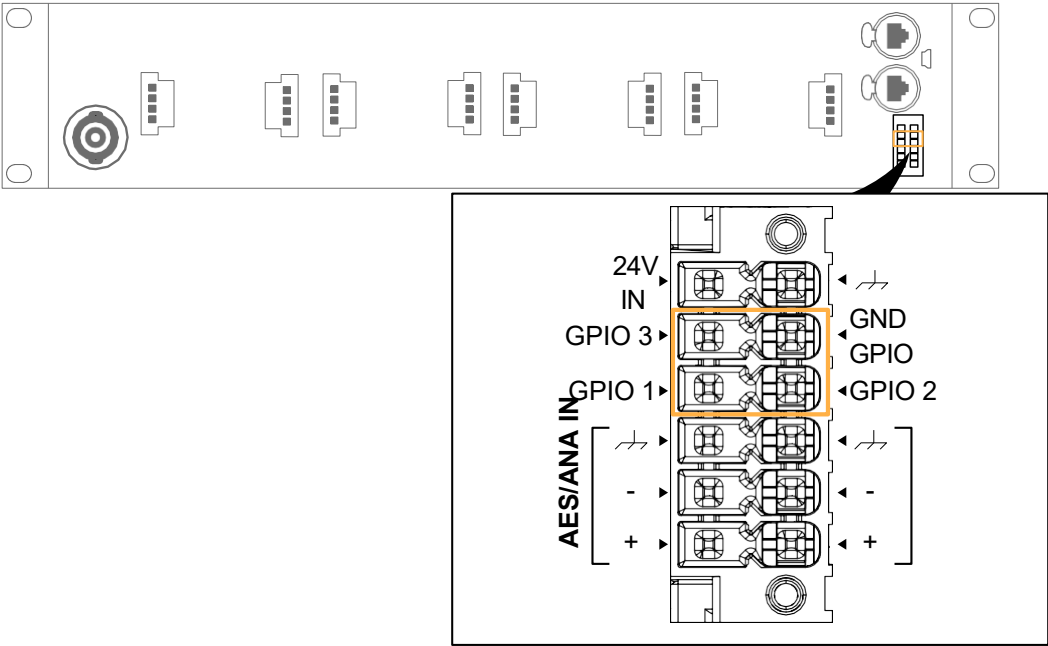 24V
IN
GPIO 3
GND
GPIO
GPIO 1
GPIO 2
AES/ANA IN
-
-
+
+